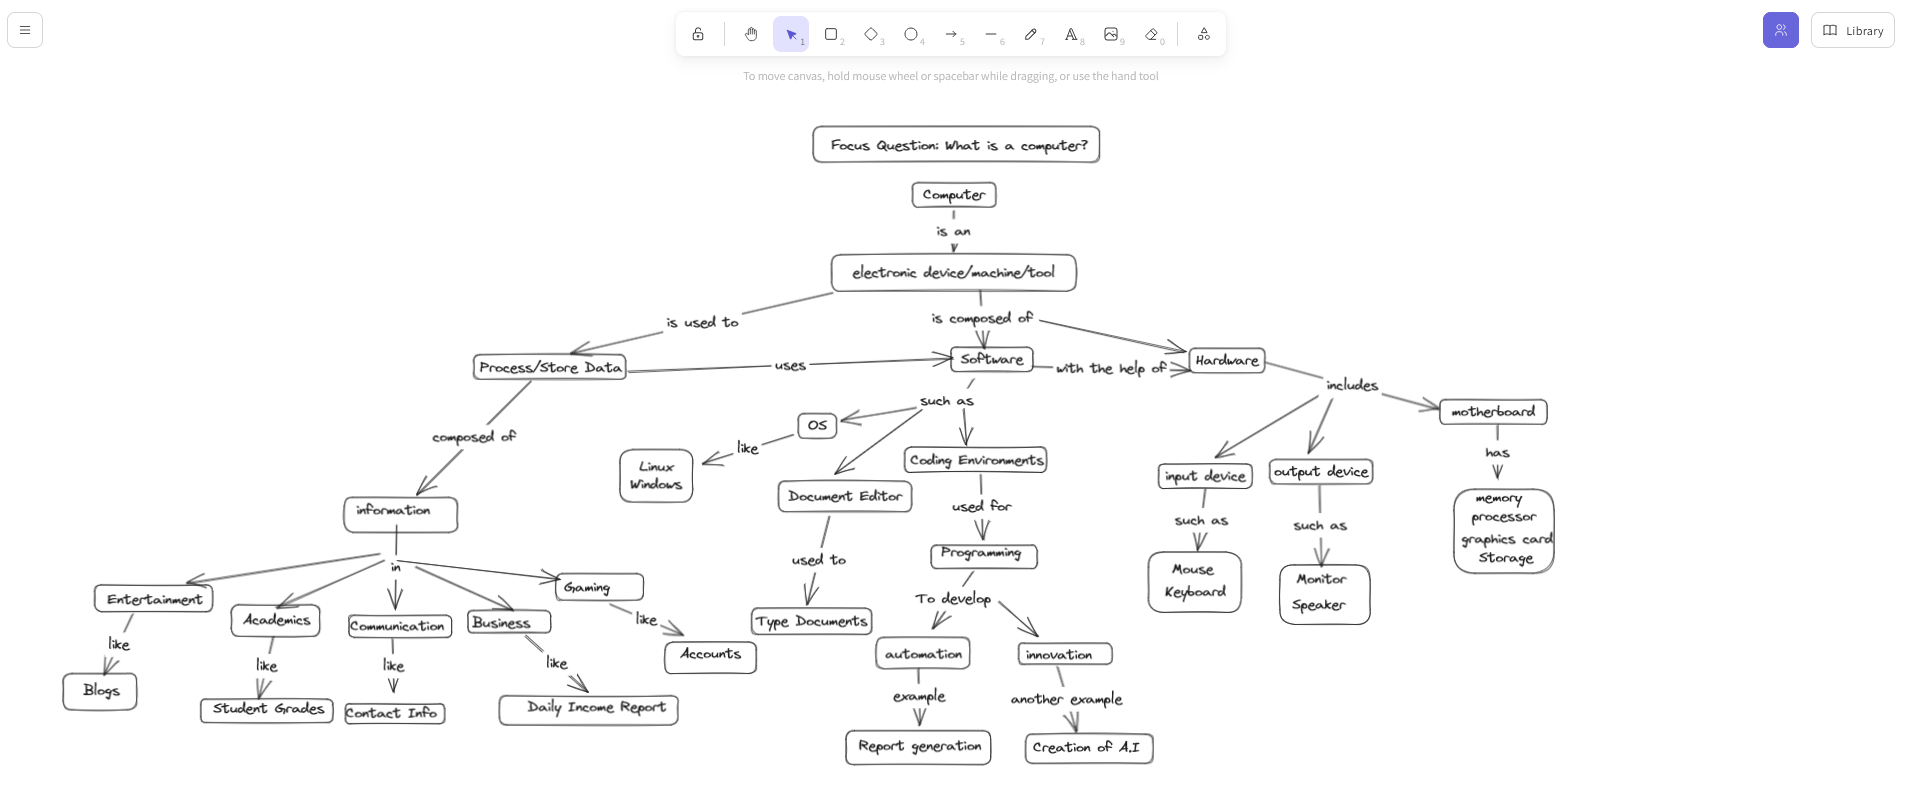 1
2
3
4
5
6
7
8
9
0
Library
To move canvas, hold mouse wheel or spacebar while dragging, or use the hand tool
Focus Question: What is a computer?
Computer
is an
electronic device/machine/tool
is used to
is composed of
Process/Store Data
uses
Software
with the help of
Hardware
includes
motherboard
has
memory
processor
graphics card
Storage
such as
OS
like
Linux
Windows
Coding Environments
Document Editor
used for
used to
Programming
Type Documents
To develop
automation
innovation
example
another example
Report generation
Creation of A.I
input device
output device
such as
such as
Mouse
Keyboard
Monitor
Speaker
composed of
information
in
Entertainment
Academics
Communication
Business
Gaming
like
like
like
like
like
Blogs
Student Grades
Contact Info
Daily Income Report
Accounts